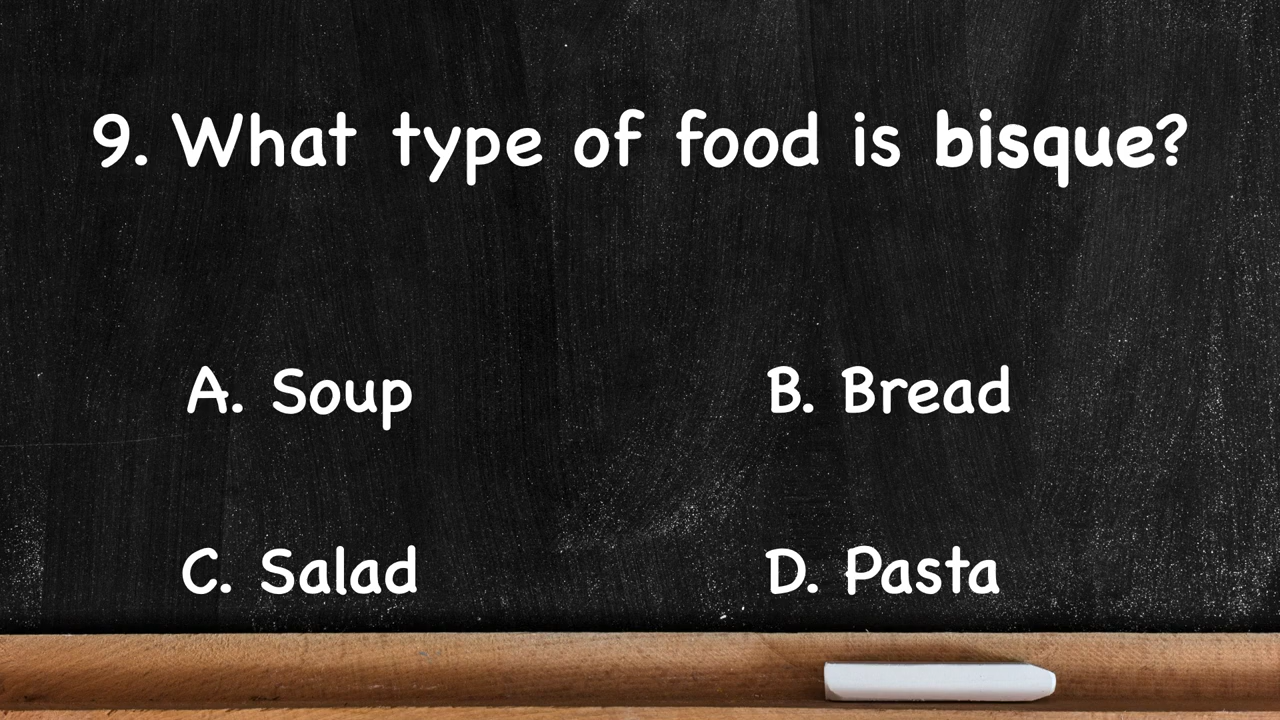 9. What type of food is bisque?
A. Soup
B. Bread
C. Salad
D. Pasta